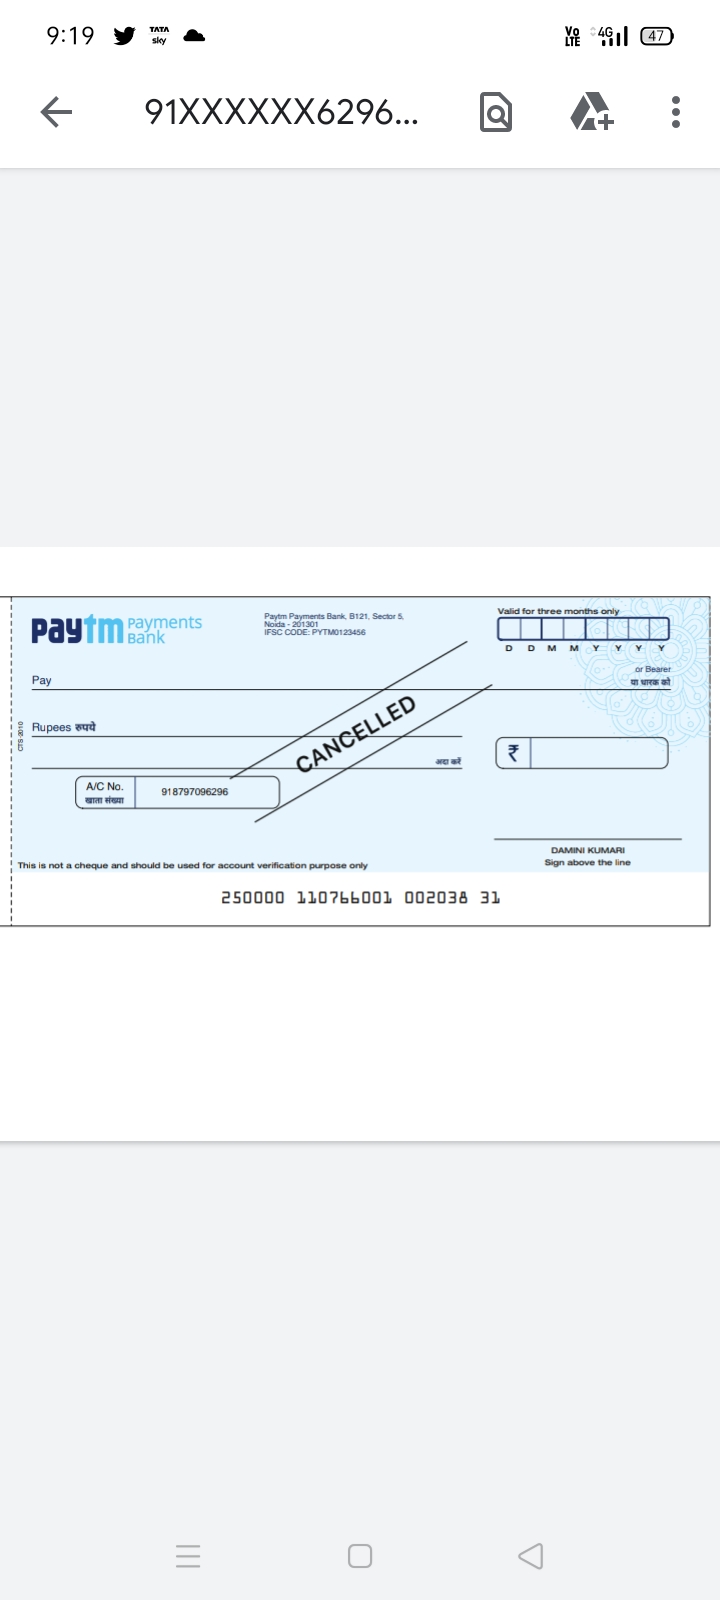 9:19 TATA sky Vo LTE 4G 47
91XXXXXX6296...
paytm Payments Bank
Paytm Payments Bank, B121, Sector 5,
Noida - 201301
IFSC CODE: PYTM0123456
Valid for three months only
D D M M Y Y Y Y
Pay
or Bearer
या धारक को
Rupees रुपये
CTS-2010
CANCELLED
अदा करें
₹
A/C No.
खाता संख्या
918797096296
DAMINI KUMARI
Sign above the line
This is not a cheque and should be used for account verification purpose only
250000 110766001 002038 31